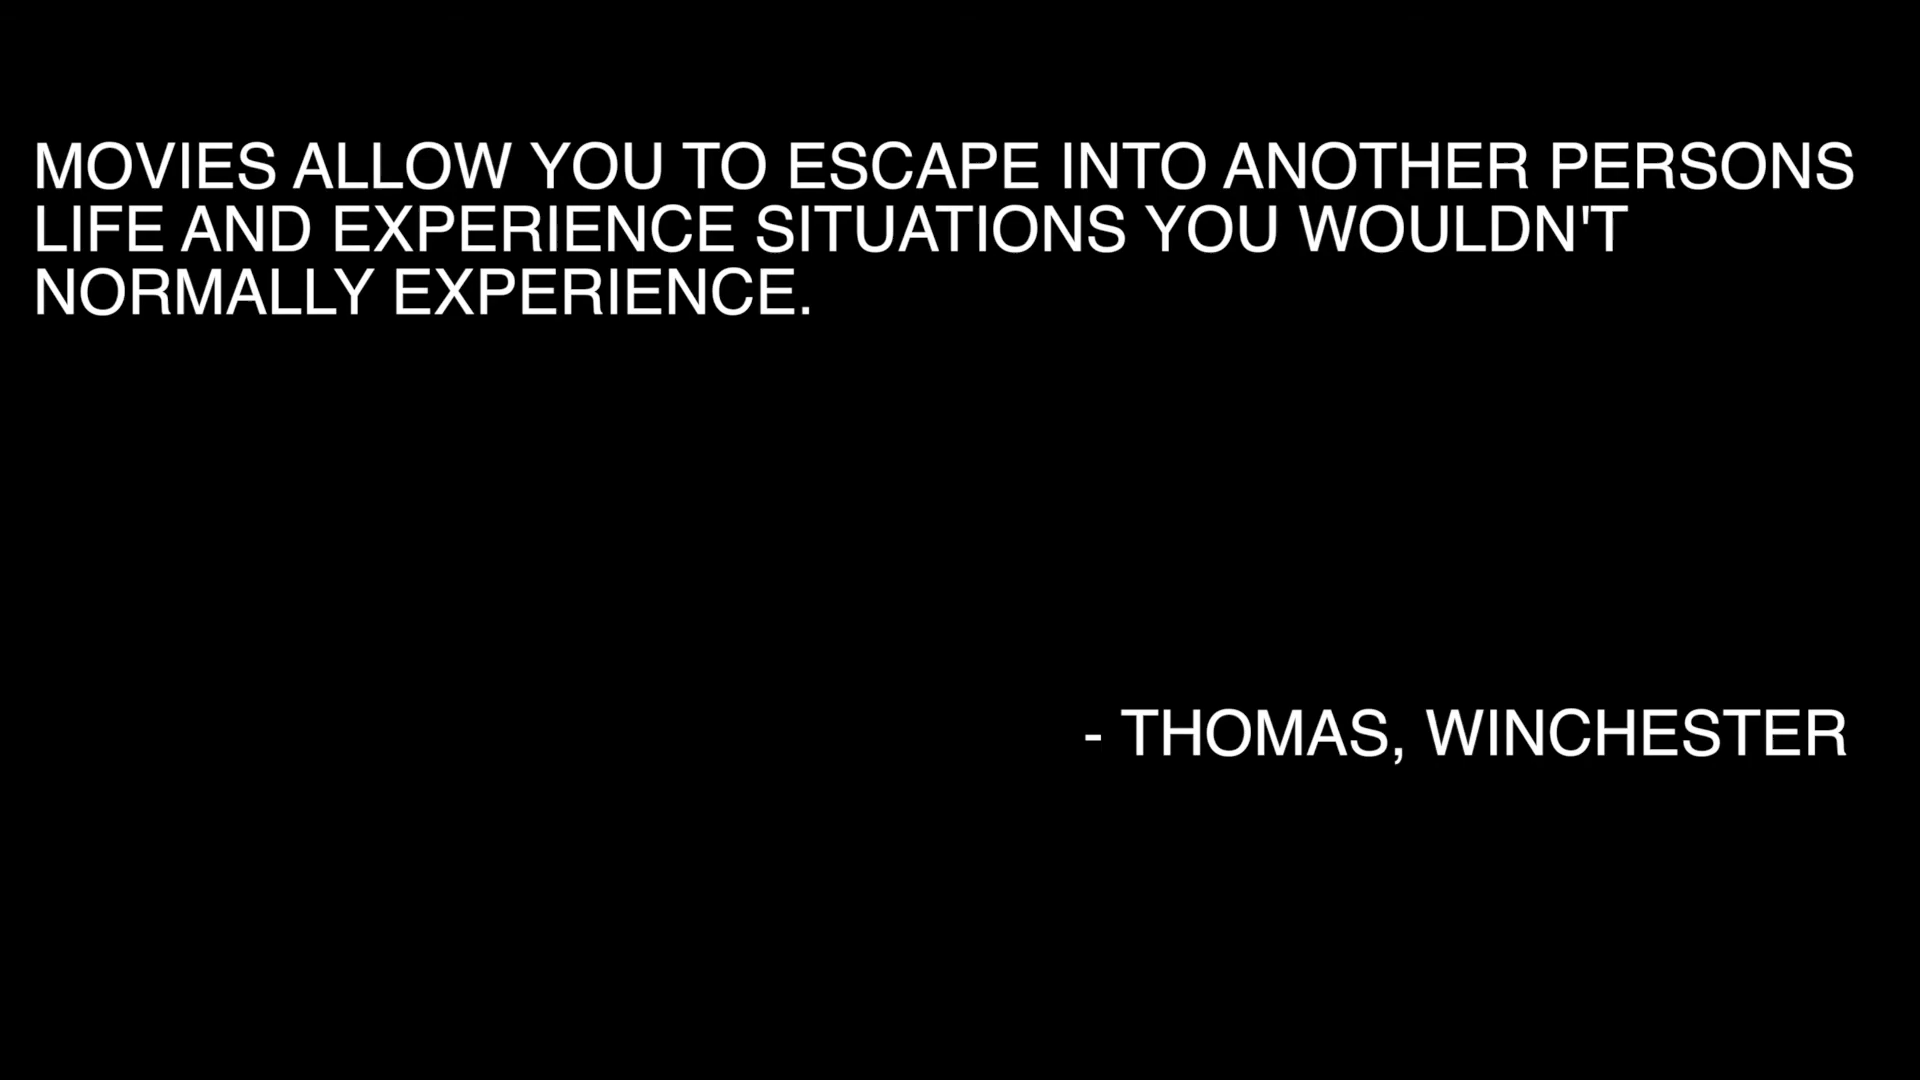 MOVIES ALLOW YOU TO ESCAPE INTO ANOTHER PERSONS
LIFE AND EXPERIENCE SITUATIONS YOU WOULDN'T
NORMALLY EXPERIENCE.
- THOMAS, WINCHESTER